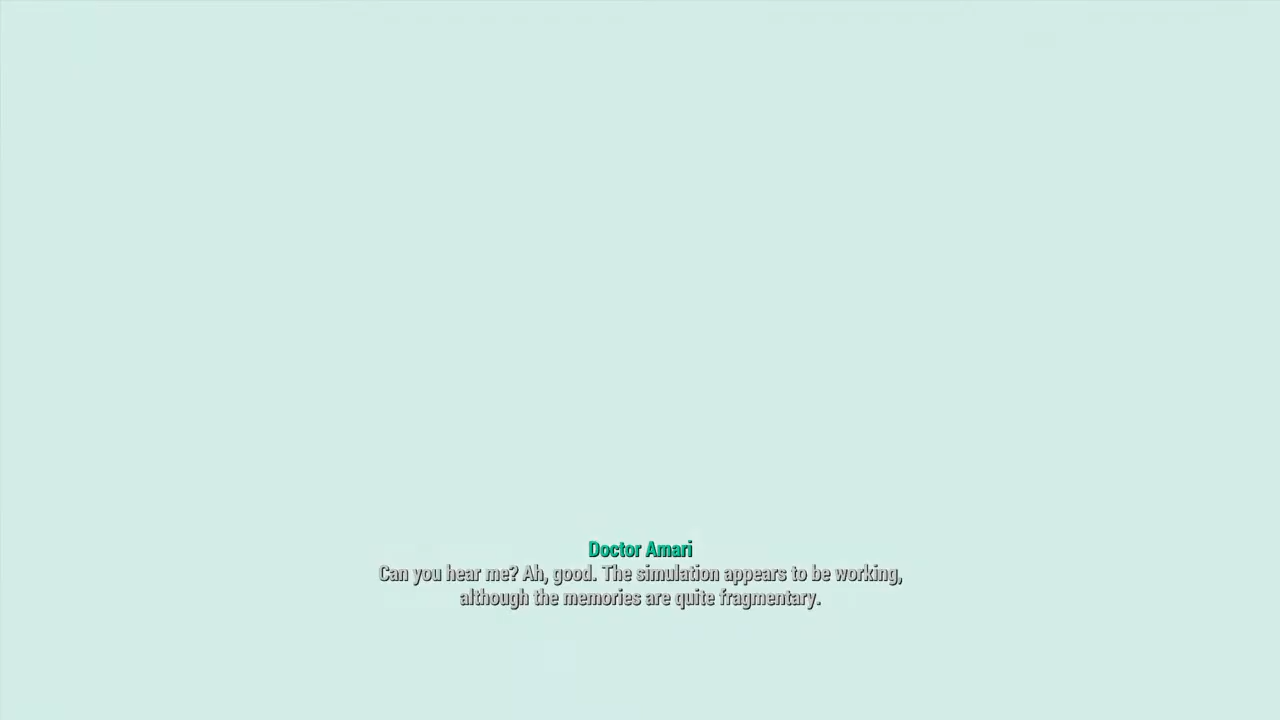 Doctor Amari
Can you hear me? Ah, good. The simulation appears to be working,
although the memories are quite fragmentary.